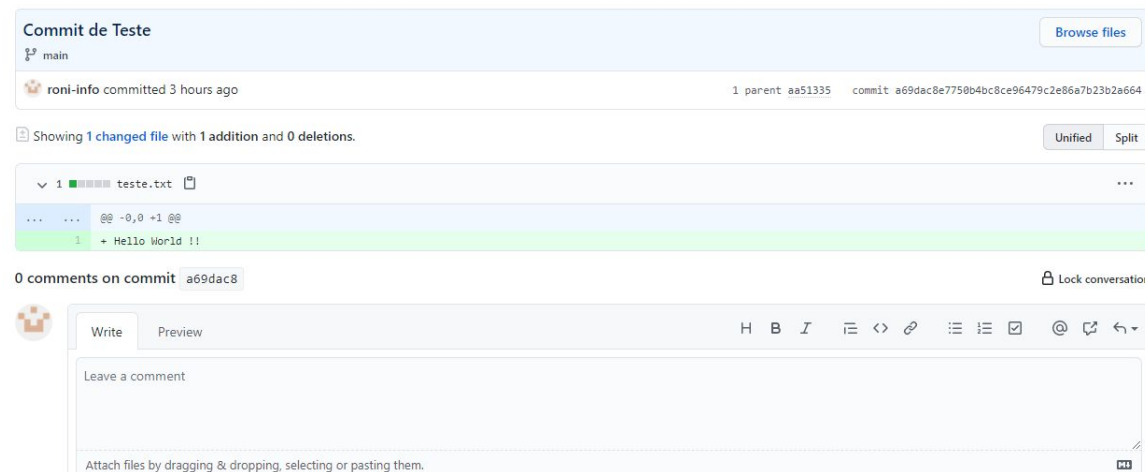 Commit de Teste
Browse files
main
roni-info committed 3 hours ago
1 parent aa51335 commit a69dac8e7750b4bc8ce96479c2e86a7b23b2a664
Showing 1 changed file with 1 addition and 0 deletions.
Unified Split
1 teste.txt ...
... ... @@ -0,0 +1 @@
1 + Hello World !!
0 comments on commit a69dac8
Lock conversation
Write Preview
Leave a comment
Attach files by dragging & dropping, selecting or pasting them.